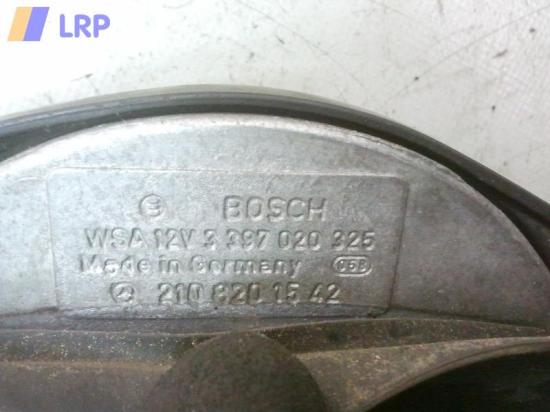 LRP
BOSCH
WSA 12V 3 397 020 325
Made in Germany
210 820 15 42